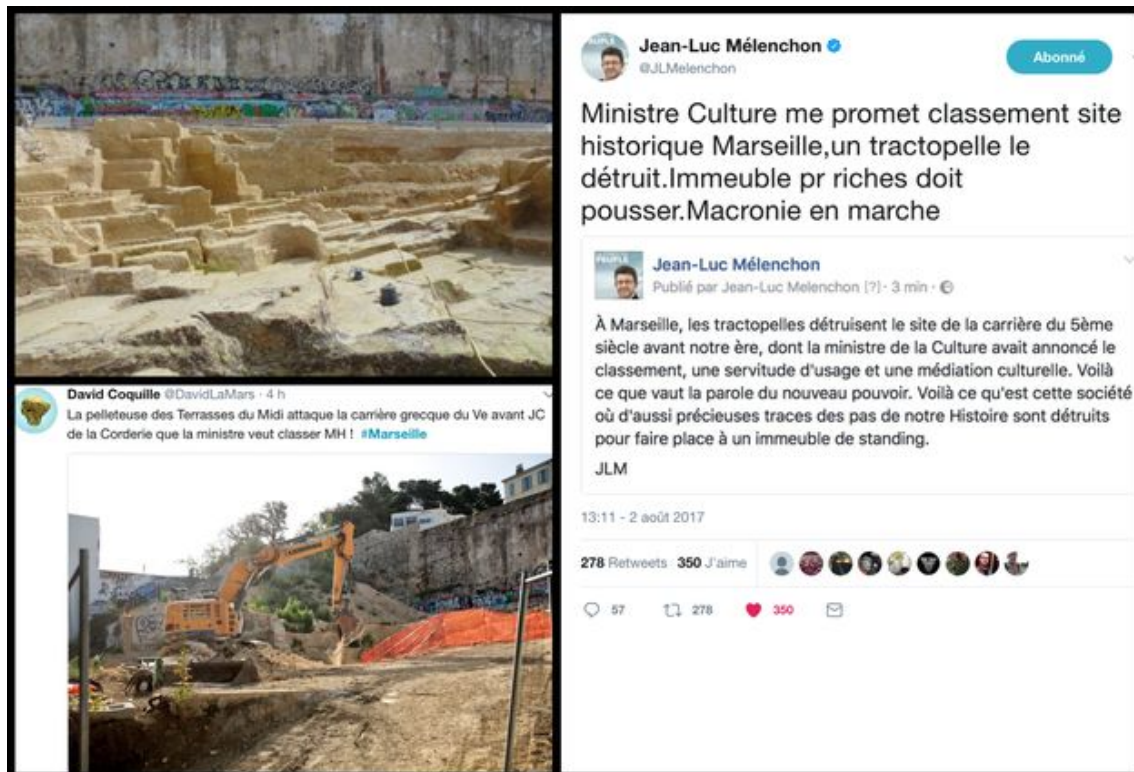 David Coquille @DavidLaMars · 4 h
La pelleteuse des Terrasses du Midi attaque la carrière grecque du Ve avant JC
de la Corderie que la ministre veut classer MH ! #Marseille
Jean-Luc Mélenchon
@JLMelenchon
Abonné
Ministre Culture me promet classement site
historique Marseille,un tractopelle le
détruit.Immeuble pr riches doit
pousser.Macronie en marche
PEUPLE
Jean-Luc Mélenchon
Publié par Jean-Luc Melenchon [?] · 3 min ·
À Marseille, les tractopelles détruisent le site de la carrière du 5ème
siècle avant notre ère, dont la ministre de la Culture avait annoncé le
classement, une servitude d'usage et une médiation culturelle. Voilà
ce que vaut la parole du nouveau pouvoir. Voilà ce qu'est cette société
où d'aussi précieuses traces des pas de notre Histoire sont détruits
pour faire place à un immeuble de standing.
JLM
13:11 - 2 août 2017
278 Retweets 350 J'aime
57 278 350